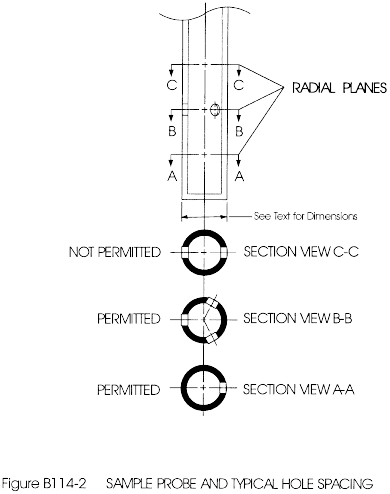 C C
RADIAL PLANES
B B
A A
See Text for Dimensions
NOT PERMITTED SECTION VIEW C-C
PERMITTED SECTION VIEW B-B
PERMITTED SECTION VIEW A-A
Figure B114-2 SAMPLE PROBE AND TYPICAL HOLE SPACING